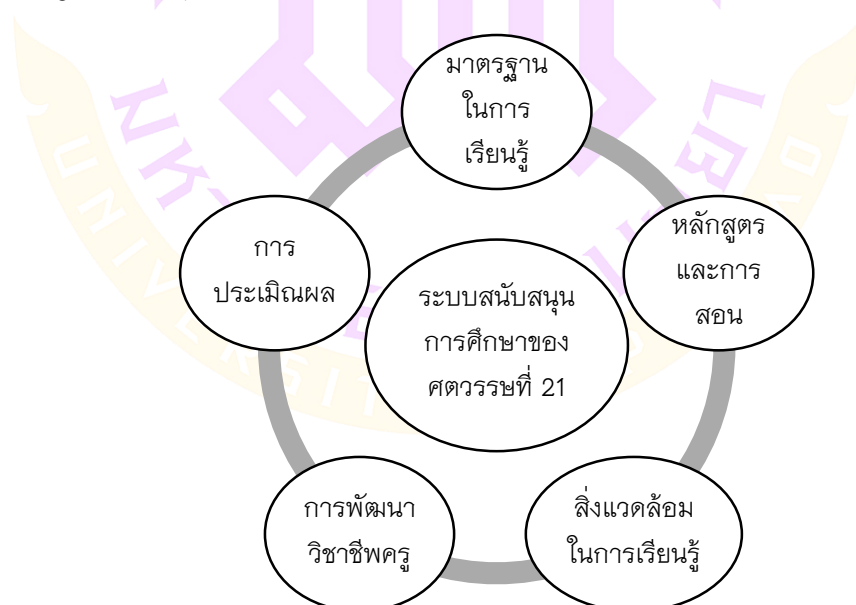 มาตรฐาน
ในการ
เรียนรู้
หลักสูตร
และการ
สอน
การ
ประเมิณผล
ระบบสนับสนุน
การศึกษาของ
ศตวรรษที่ 21
การพัฒนา
วิชาชีพครู
สิ่งแวดล้อม
ในการเรียนรู้